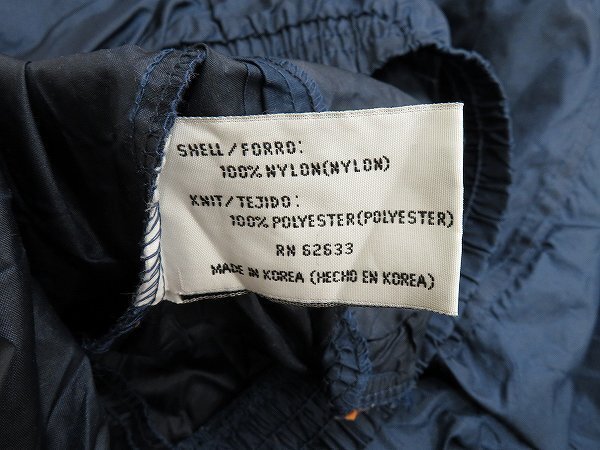 SHELL/FORRO:
100% NYLON(NYLON)
KNIT/TEJIDO:
100% POLYESTER(POLYESTER)
RN 62633
MADE IN KOREA (HECHO EN KOREA)